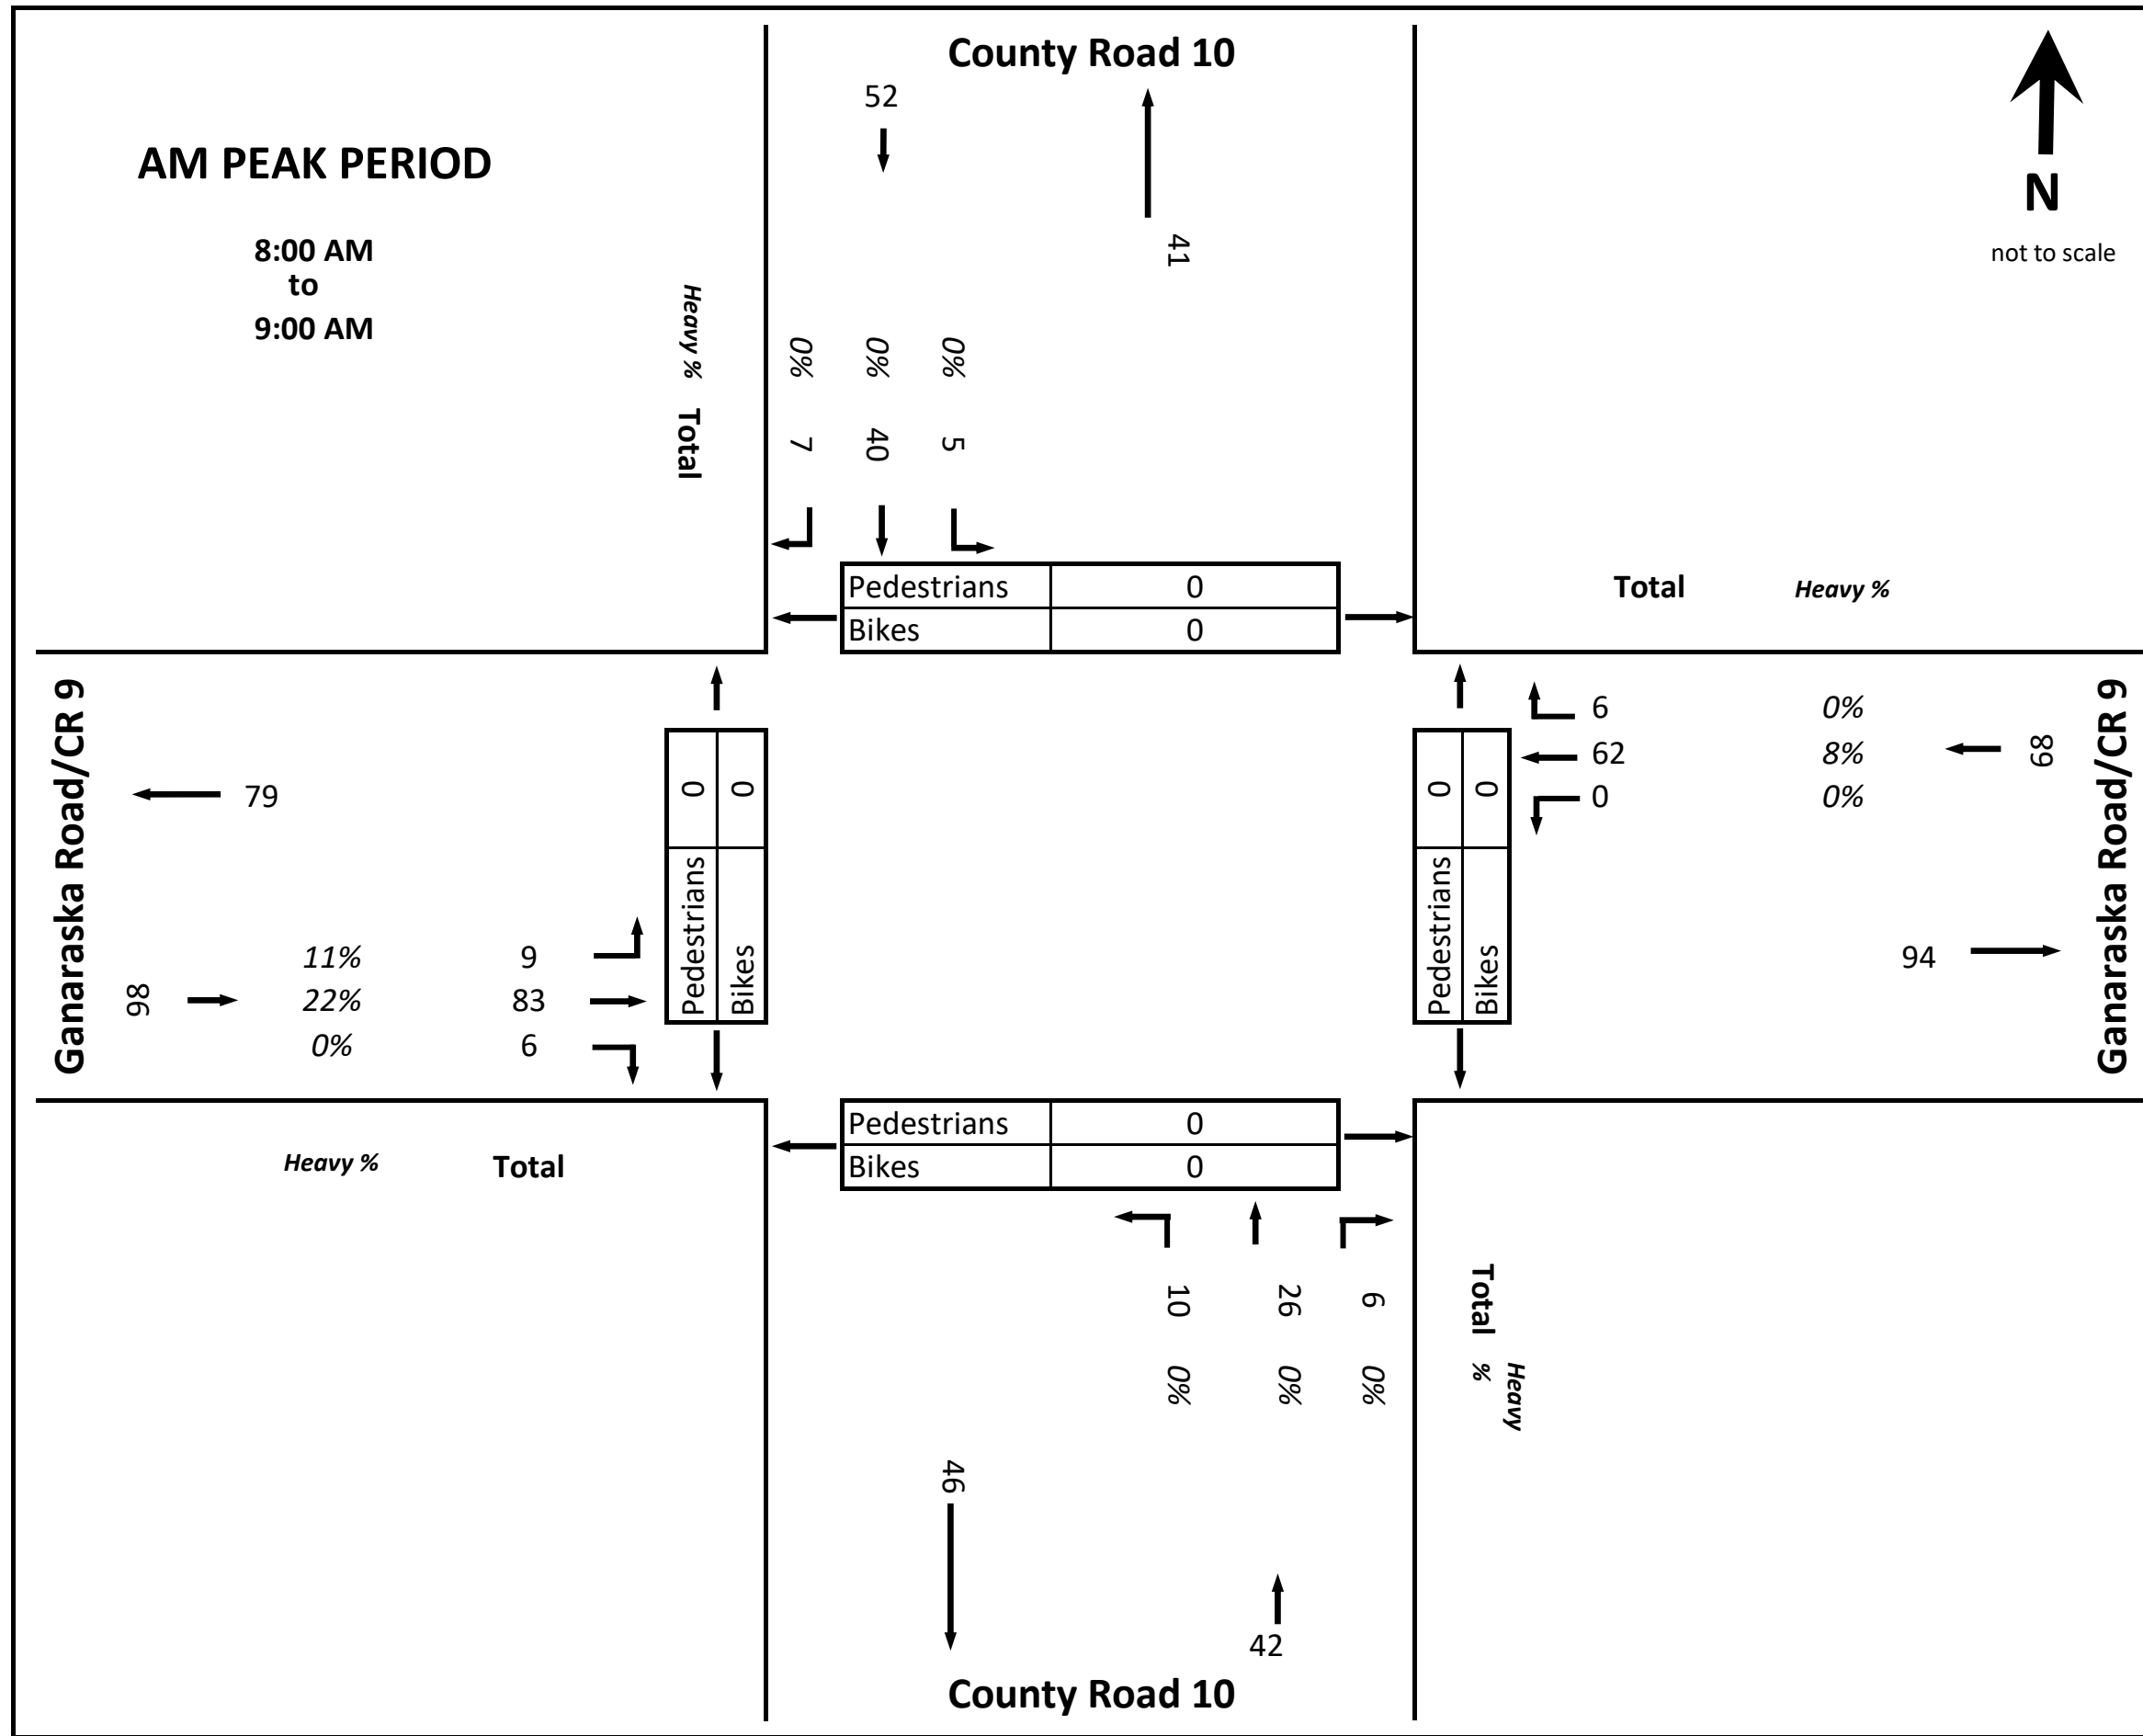 County Road 10
52
AM PEAK PERIOD
N
8:00 AM
to
9:00 AM
41
not to scale
Heavy % Total
0% 0% 0%
7 40 5
Pedestrians 0
Bikes 0
Total Heavy %
Ganaraska Road/CR 9
79
0 0
Pedestrians
Bikes
11% 9
98
22% 83
0% 6
Heavy % Total
0 0
Pedestrians
Bikes
6 0%
62 8%
0 0%
68
94
Ganaraska Road/CR 9
Pedestrians 0
Bikes 0
10 26 6
0% 0% 0%
Total Heavy
%
46
42
County Road 10